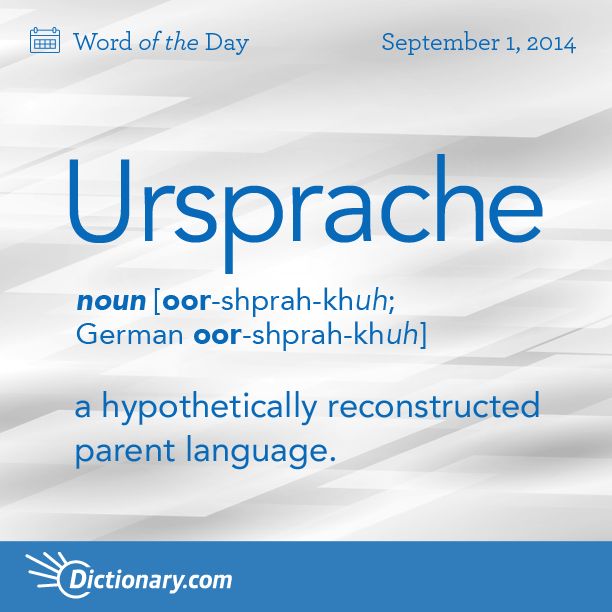 Word of the Day
September 1, 2014
Ursprache
noun [oor-shprah-khuh;
German oor-shprah-khuh]
a hypothetically reconstructed
parent language.
Dictionary.com